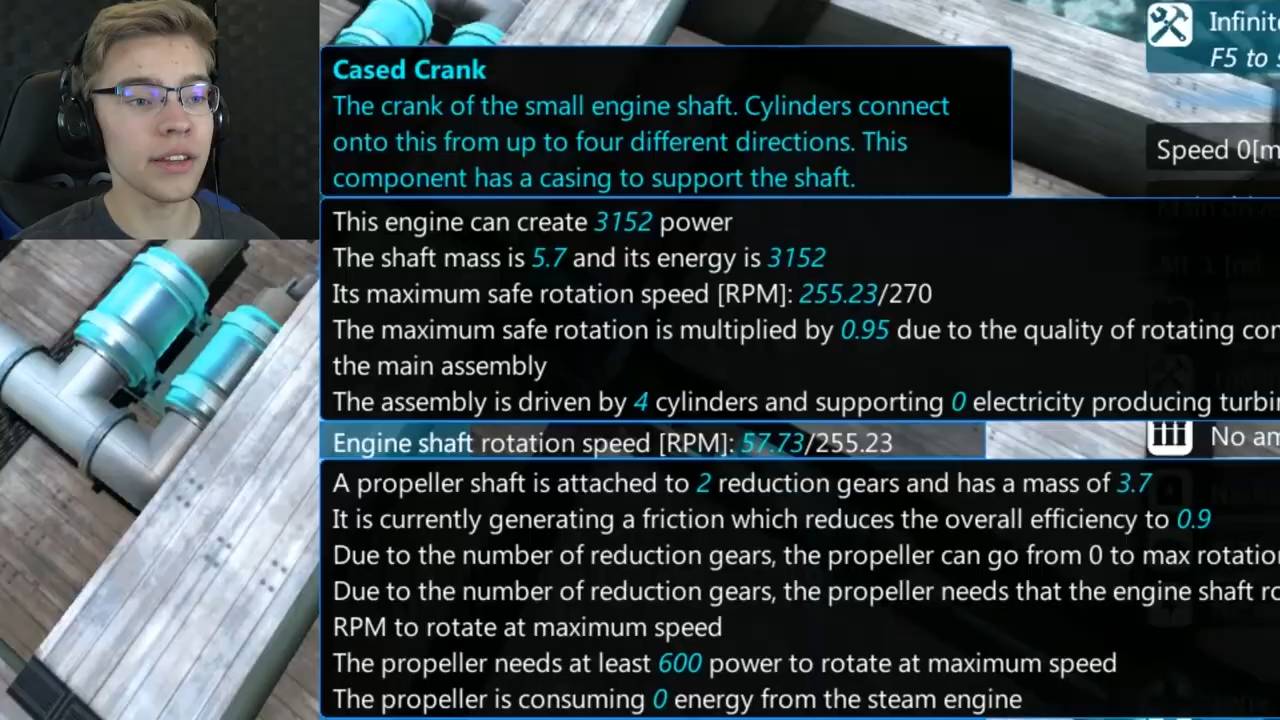 Infinite
F5 to s
Cased Crank
The crank of the small engine shaft. Cylinders connect
onto this from up to four different directions. This
component has a casing to support the shaft.
Speed 0[m
This engine can create 3152 power
The shaft mass is 5.7 and its energy is 3152
Its maximum safe rotation speed [RPM]: 255.23/270
The maximum safe rotation is multiplied by 0.95 due to the quality of rotating con
the main assembly
The assembly is driven by 4 cylinders and supporting 0 electricity producing turbin
Engine shaft rotation speed [RPM]: 57.73/255.23
No am
A propeller shaft is attached to 2 reduction gears and has a mass of 3.7
It is currently generating a friction which reduces the overall efficiency to 0.9
Due to the number of reduction gears, the propeller can go from 0 to max rotation
Due to the number of reduction gears, the propeller needs that the engine shaft ro
RPM to rotate at maximum speed
The propeller needs at least 600 power to rotate at maximum speed
The propeller is consuming 0 energy from the steam engine